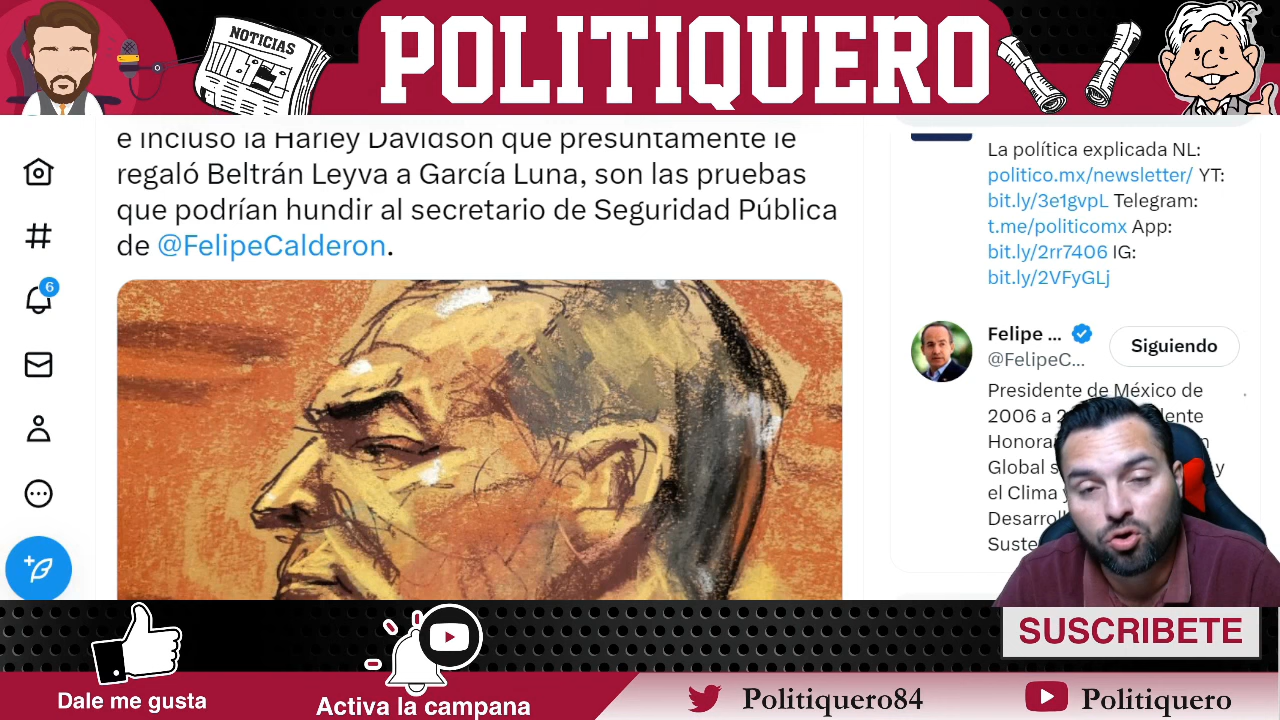 NOTICIAS
POLITIQUERO
e incluso la Harley Davidson que presuntamente le
regaló Beltrán Leyva a García Luna, son las pruebas
que podrían hundir al secretario de Seguridad Pública
de @FelipeCalderon.
6
La política explicada NL:
politico.mx/newsletter/ YT:
bit.ly/3e1gvpL Telegram:
t.me/politicomx App:
bit.ly/2rr7406 IG:
bit.ly/2VFyGLj
Felipe ...
@FelipeC...
Siguiendo
Presidente de México de
2006 a
Global
y
el Clima
SUSCRIBETE
Dale me gusta
Activa la campana
Politiquero84
Politiquero